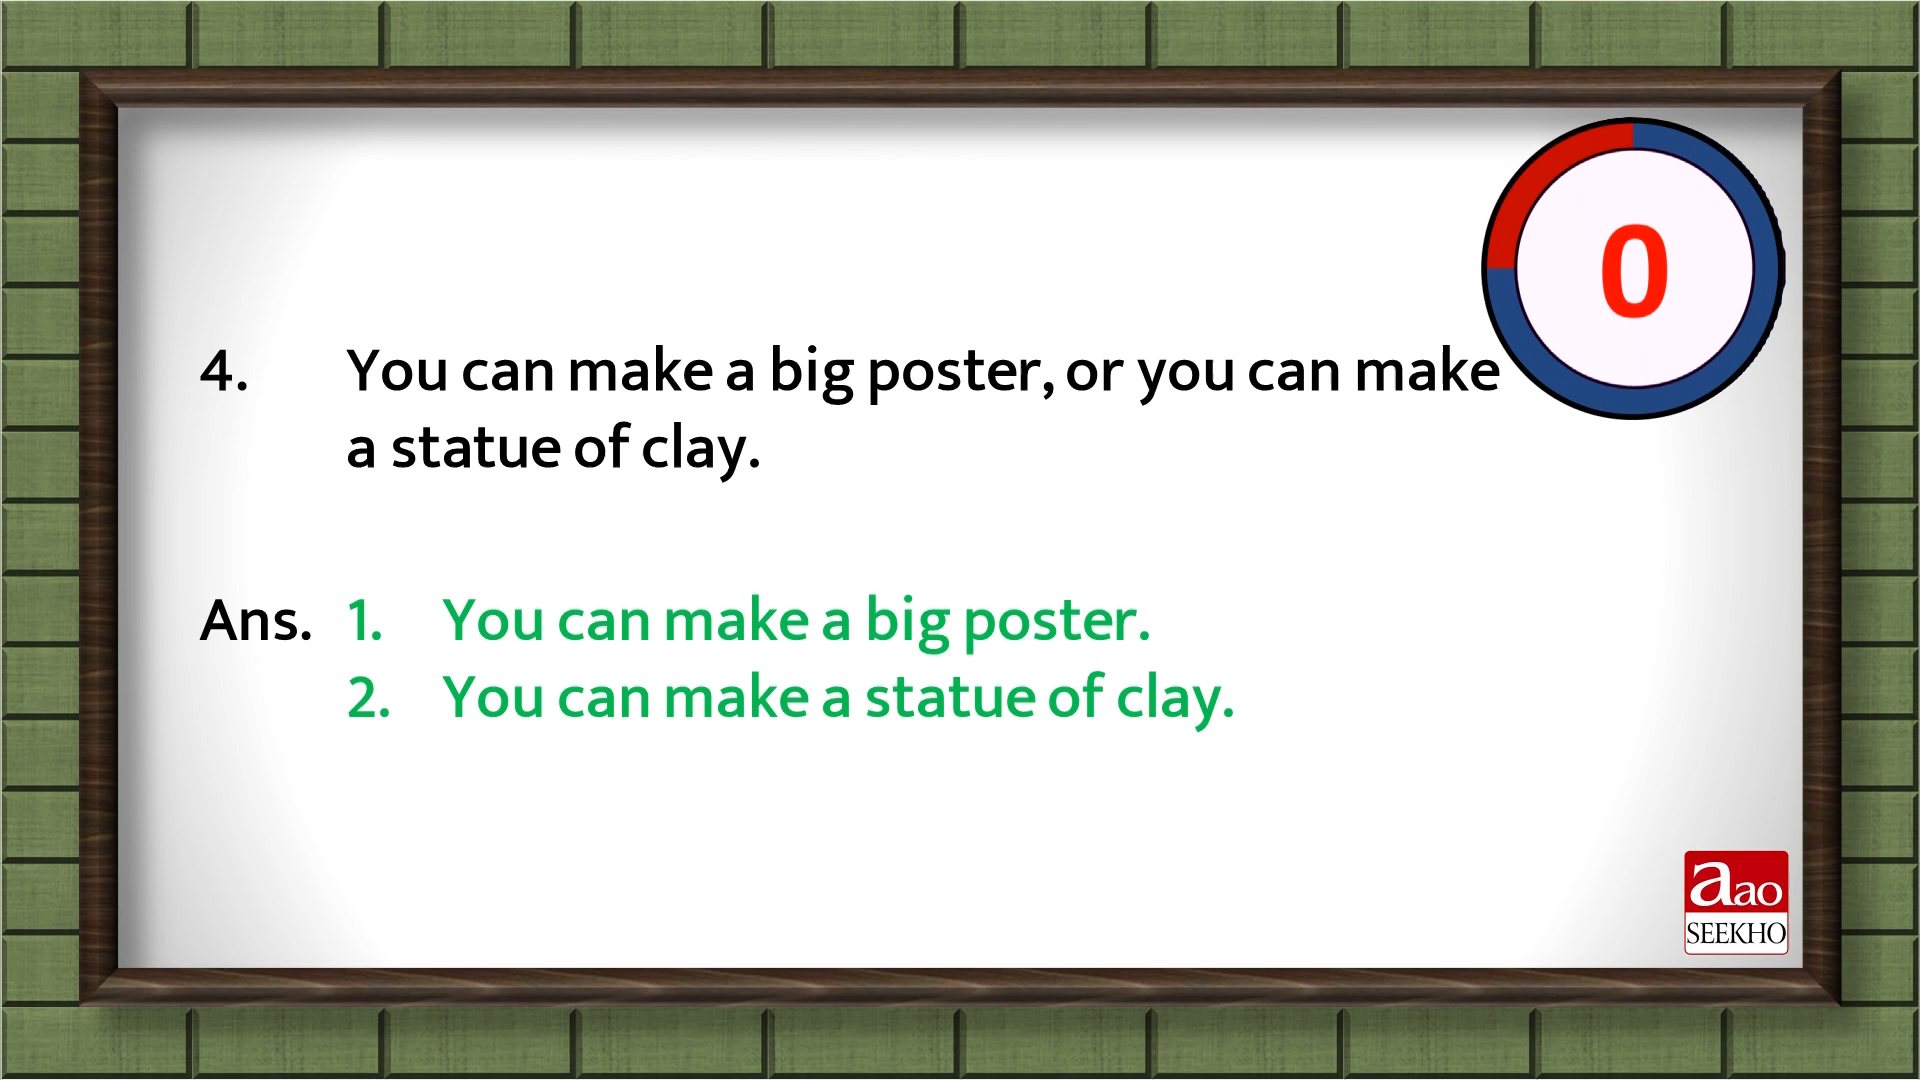 0
4. You can make a big poster, or you can make
a statue of clay.
Ans. 1. You can make a big poster.
2. You can make a statue of clay.
aao
SEEKHO